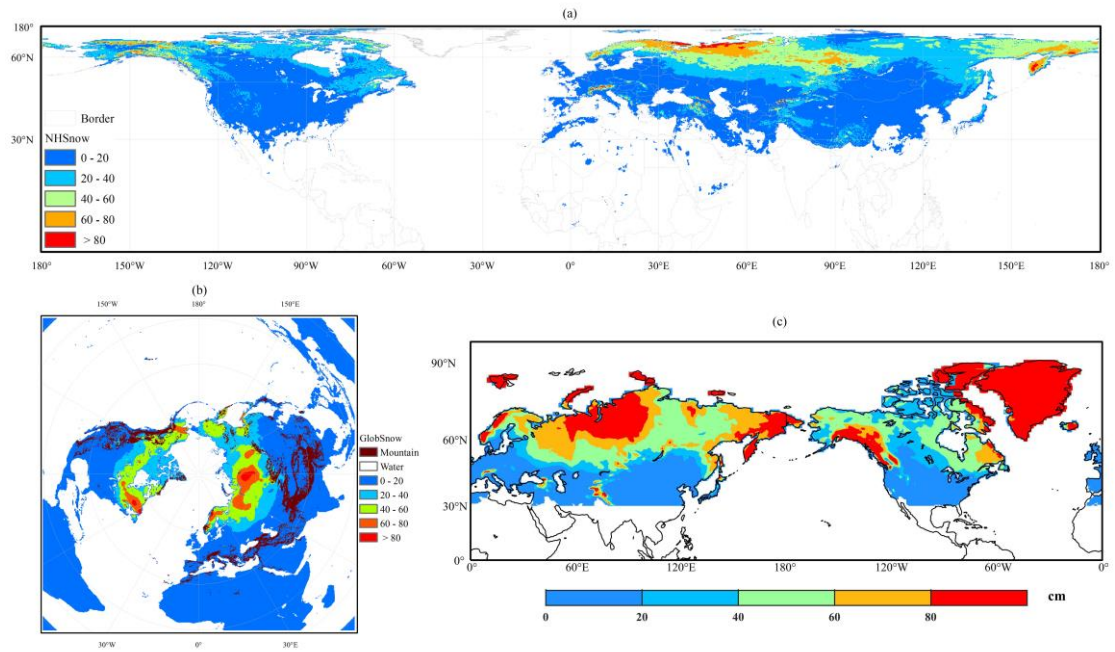 (a)
180°
60°N
30°N
Border
NHSnow
0 - 20
20 - 40
40 - 60
60 - 80
> 80
180° 150°W 120°W 90°W 60°W 30°W 0° 30°E 60°E 90°E 120°E 150°E 180°
(b)
150°W 180° 150°E
GlobSnow
Mountain
Water
0 - 20
20 - 40
40 - 60
60 - 80
> 80
30°W 0° 30°E
(c)
90°N
60°N
30°N
0°
0° 60°E 120°E 180° 120°W 60°W 0°
cm
0 20 40 60 80